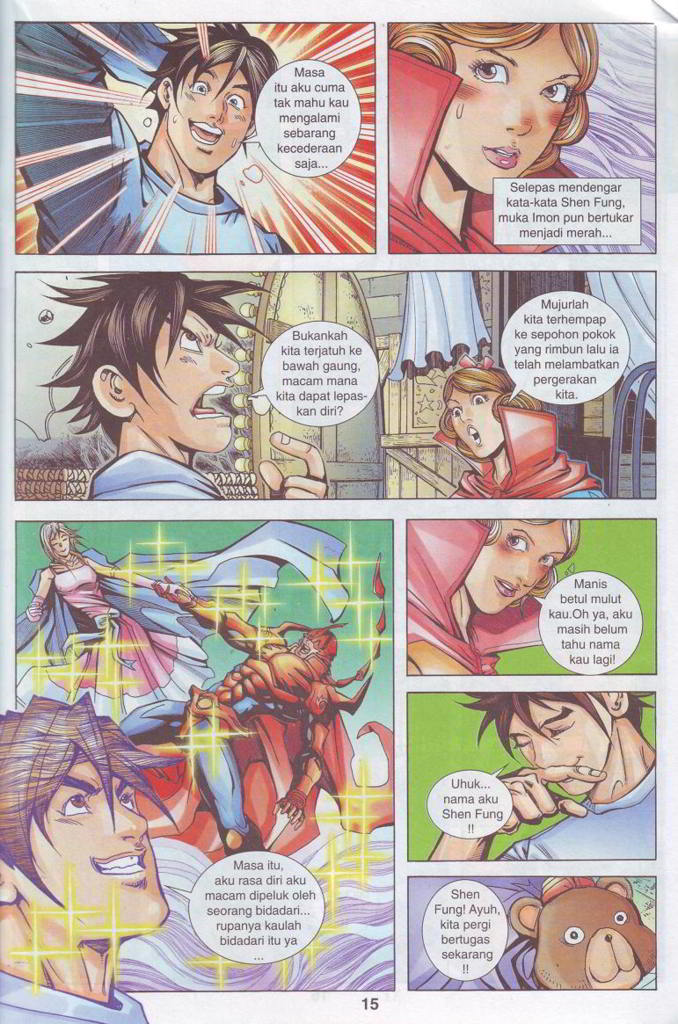 Masa
itu aku cuma
tak mahu kau
mengalami
sebarang
kecederaan
saja...
Selepas mendengar
kata-kata Shen Fung,
muka Imon pun bertukar
menjadi merah...
Bukankah
kita terjatuh ke
bawah gaung,
macam mana
kita dapat lepas-
kan diri?
Mujurlah
kita terhempap
ke sepohon pokok
yang rimbun lalu ia
telah melambatkan
pergerakan
kita.
Masa itu,
aku rasa diri aku
macam dipeluk oleh
seorang bidadari...
rupanya kaulah
bidadari itu ya
...
Manis
betul mulut
kau.Oh ya, aku
masih belum
tahu nama
kau lagi!
Uhuk...
nama aku
Shen Fung
!!
Shen
Fung! Ayuh,
kita pergi
bertugas
sekarang
!!
15